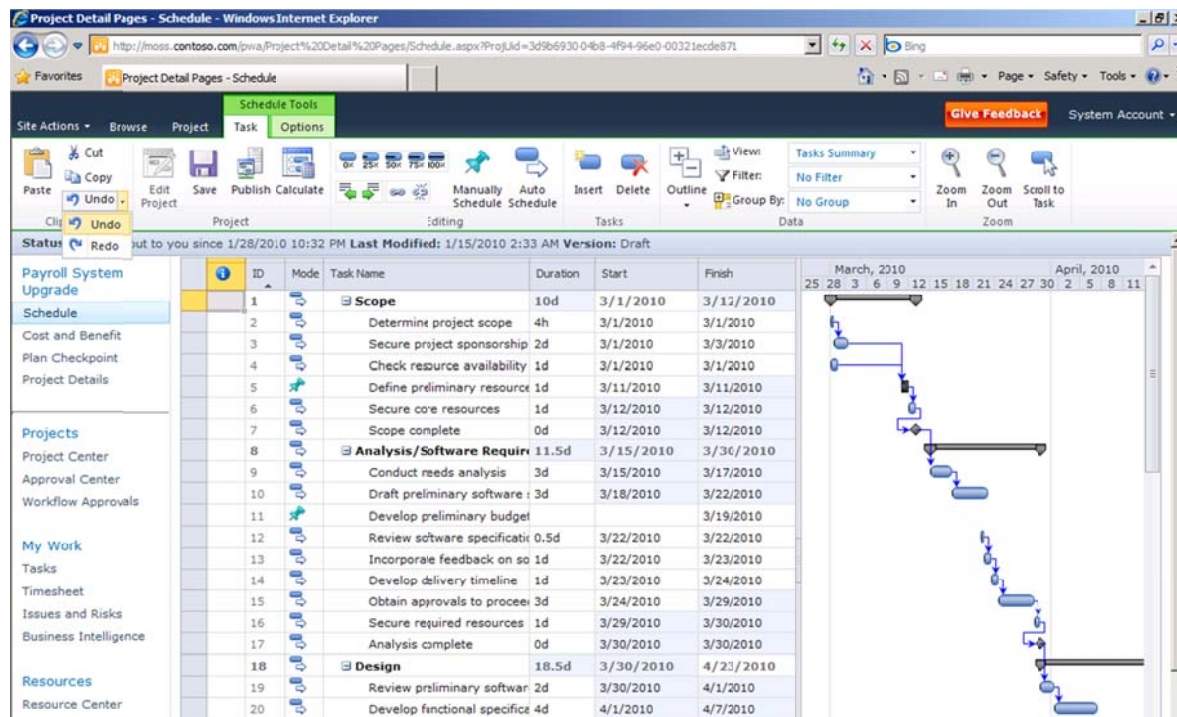 Project Detail Pages - Schedule - Windows Internet Explorer
http://moss.contoso.com/pwa/Project%20Detail%20Pages/Schedule.aspx?ProjUid=3d9b6930-04b8-4f94-96e0-00321ecde871
Bing
Favorites Project Detail Pages - Schedule Page Safety Tools
Schedule Tools
Give Feedback System Account
Site Actions Browse Project Task Options
Cut
Copy
Undo
Paste
Edit Project
Save Publish Calculate
0% 25% 50% 75% 100%
Manually Schedule
Auto Schedule
Insert Delete
Outline
View: Tasks Summary
Filter: No Filter
Group By: No Group
Zoom In
Zoom Out
Scroll to Task
Project Editing Tasks Data Zoom
Undo
Redo
Status out to you since 1/28/2010 10:32 PM Last Modified: 1/15/2010 2:33 AM Version: Draft
Payroll System Upgrade
Schedule
Cost and Benefit
Plan Checkpoint
Project Details
Projects
Project Center
Approval Center
Workflow Approvals
My Work
Tasks
Timesheet
Issues and Risks
Business Intelligence
Resources
Resource Center
ID Mode Task Name Duration Start Finish
March, 2010 April, 2010
25 28 3 6 9 12 15 18 21 24 27 30 2 5 8 11
1 Scope 10d 3/1/2010 3/12/2010
2 Determine project scope 4h 3/1/2010 3/1/2010
3 Secure project sponsorship 2d 3/1/2010 3/3/2010
4 Check resource availability 1d 3/1/2010 3/1/2010
5 Define preliminary resource 1d 3/11/2010 3/11/2010
6 Secure core resources 1d 3/12/2010 3/12/2010
7 Scope complete 0d 3/12/2010 3/12/2010
8 Analysis/Software Require 11.5d 3/15/2010 3/30/2010
9 Conduct needs analysis 3d 3/15/2010 3/17/2010
10 Draft preliminary software 3d 3/18/2010 3/22/2010
11 Develop preliminary budget 3/19/2010
12 Review software specificatic 0.5d 3/22/2010 3/22/2010
13 Incorporate feedback on so 1d 3/22/2010 3/23/2010
14 Develop delivery timeline 1d 3/23/2010 3/24/2010
15 Obtain approvals to procee 3d 3/24/2010 3/29/2010
16 Secure required resources 1d 3/29/2010 3/30/2010
17 Analysis complete 0d 3/30/2010 3/30/2010
18 Design 18.5d 3/30/2010 4/23/2010
19 Review preliminary softwar 2d 3/30/2010 4/1/2010
20 Develop functional specifica 4d 4/1/2010 4/7/2010